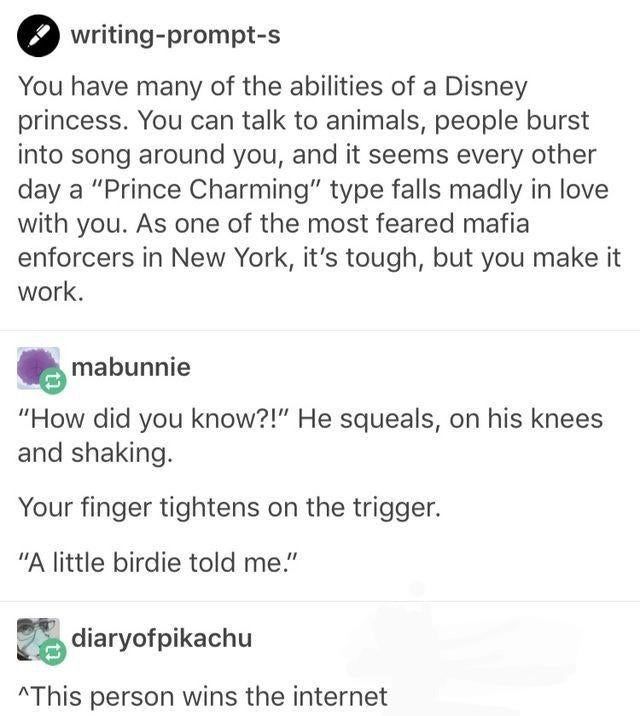 writing-prompt-s
You have many of the abilities of a Disney
princess. You can talk to animals, people burst
into song around you, and it seems every other
day a “Prince Charming” type falls madly in love
with you. As one of the most feared mafia
enforcers in New York, it’s tough, but you make it
work.
mabunnie
“How did you know?!” He squeals, on his knees
and shaking.
Your finger tightens on the trigger.
“A little birdie told me.”
diaryofpikachu
^This person wins the internet